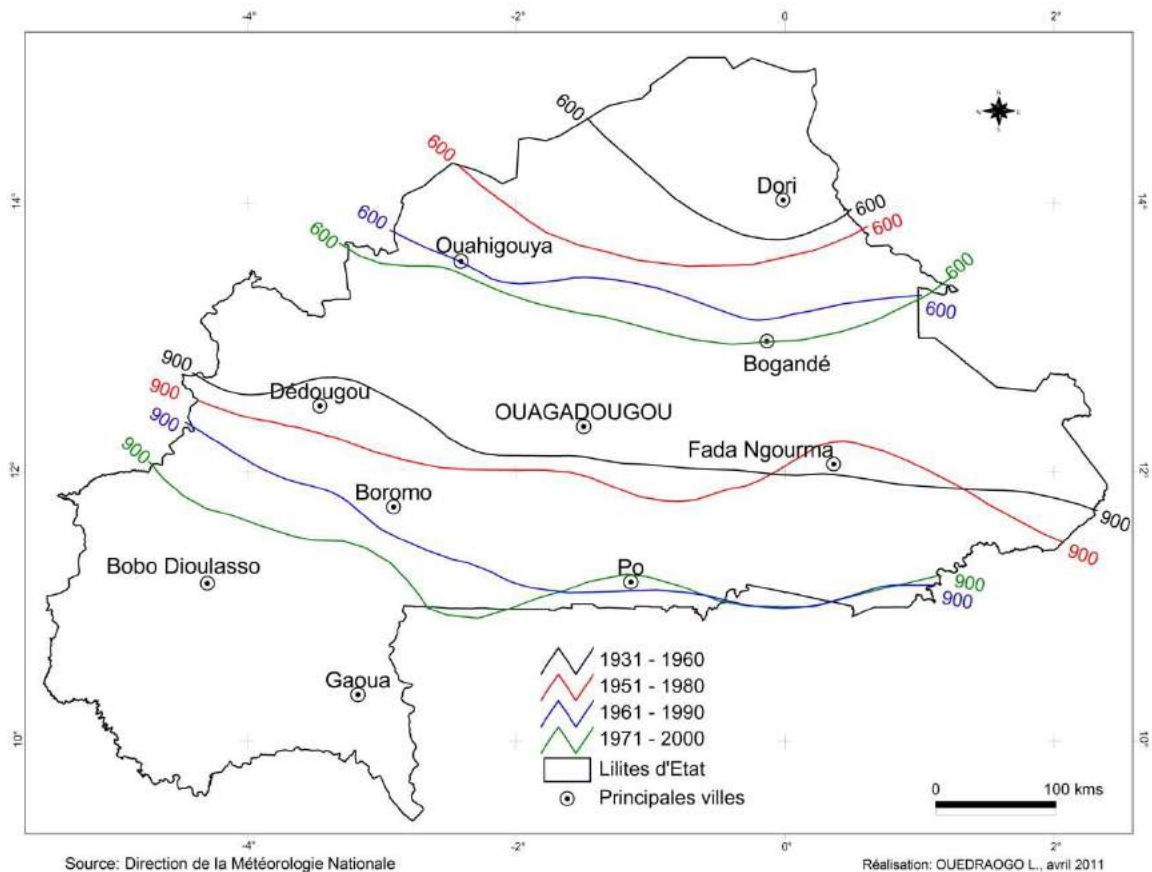 -4°
-2°
0
2°
600
600
Dori
14°
14°
600
600
600
Ouahigouya
600
600
600
Bogandé
900
900
Dédougou
OUAGADOUGOU
900
Fada Ngourma
12°
12°
900
Boromo
900
900
Bobo Dioulasso
Po
900
900
1931 - 1960
Gaoua
1951 - 1980
1961 - 1990
1971 - 2000
10°
10°
Lilites d'Etat
Principales villes
0 100 kms
-4°
-2°
0
2°
Source: Direction de la Météorologie Nationale
Réalisation: OUEDRAOGO L., avril 2011